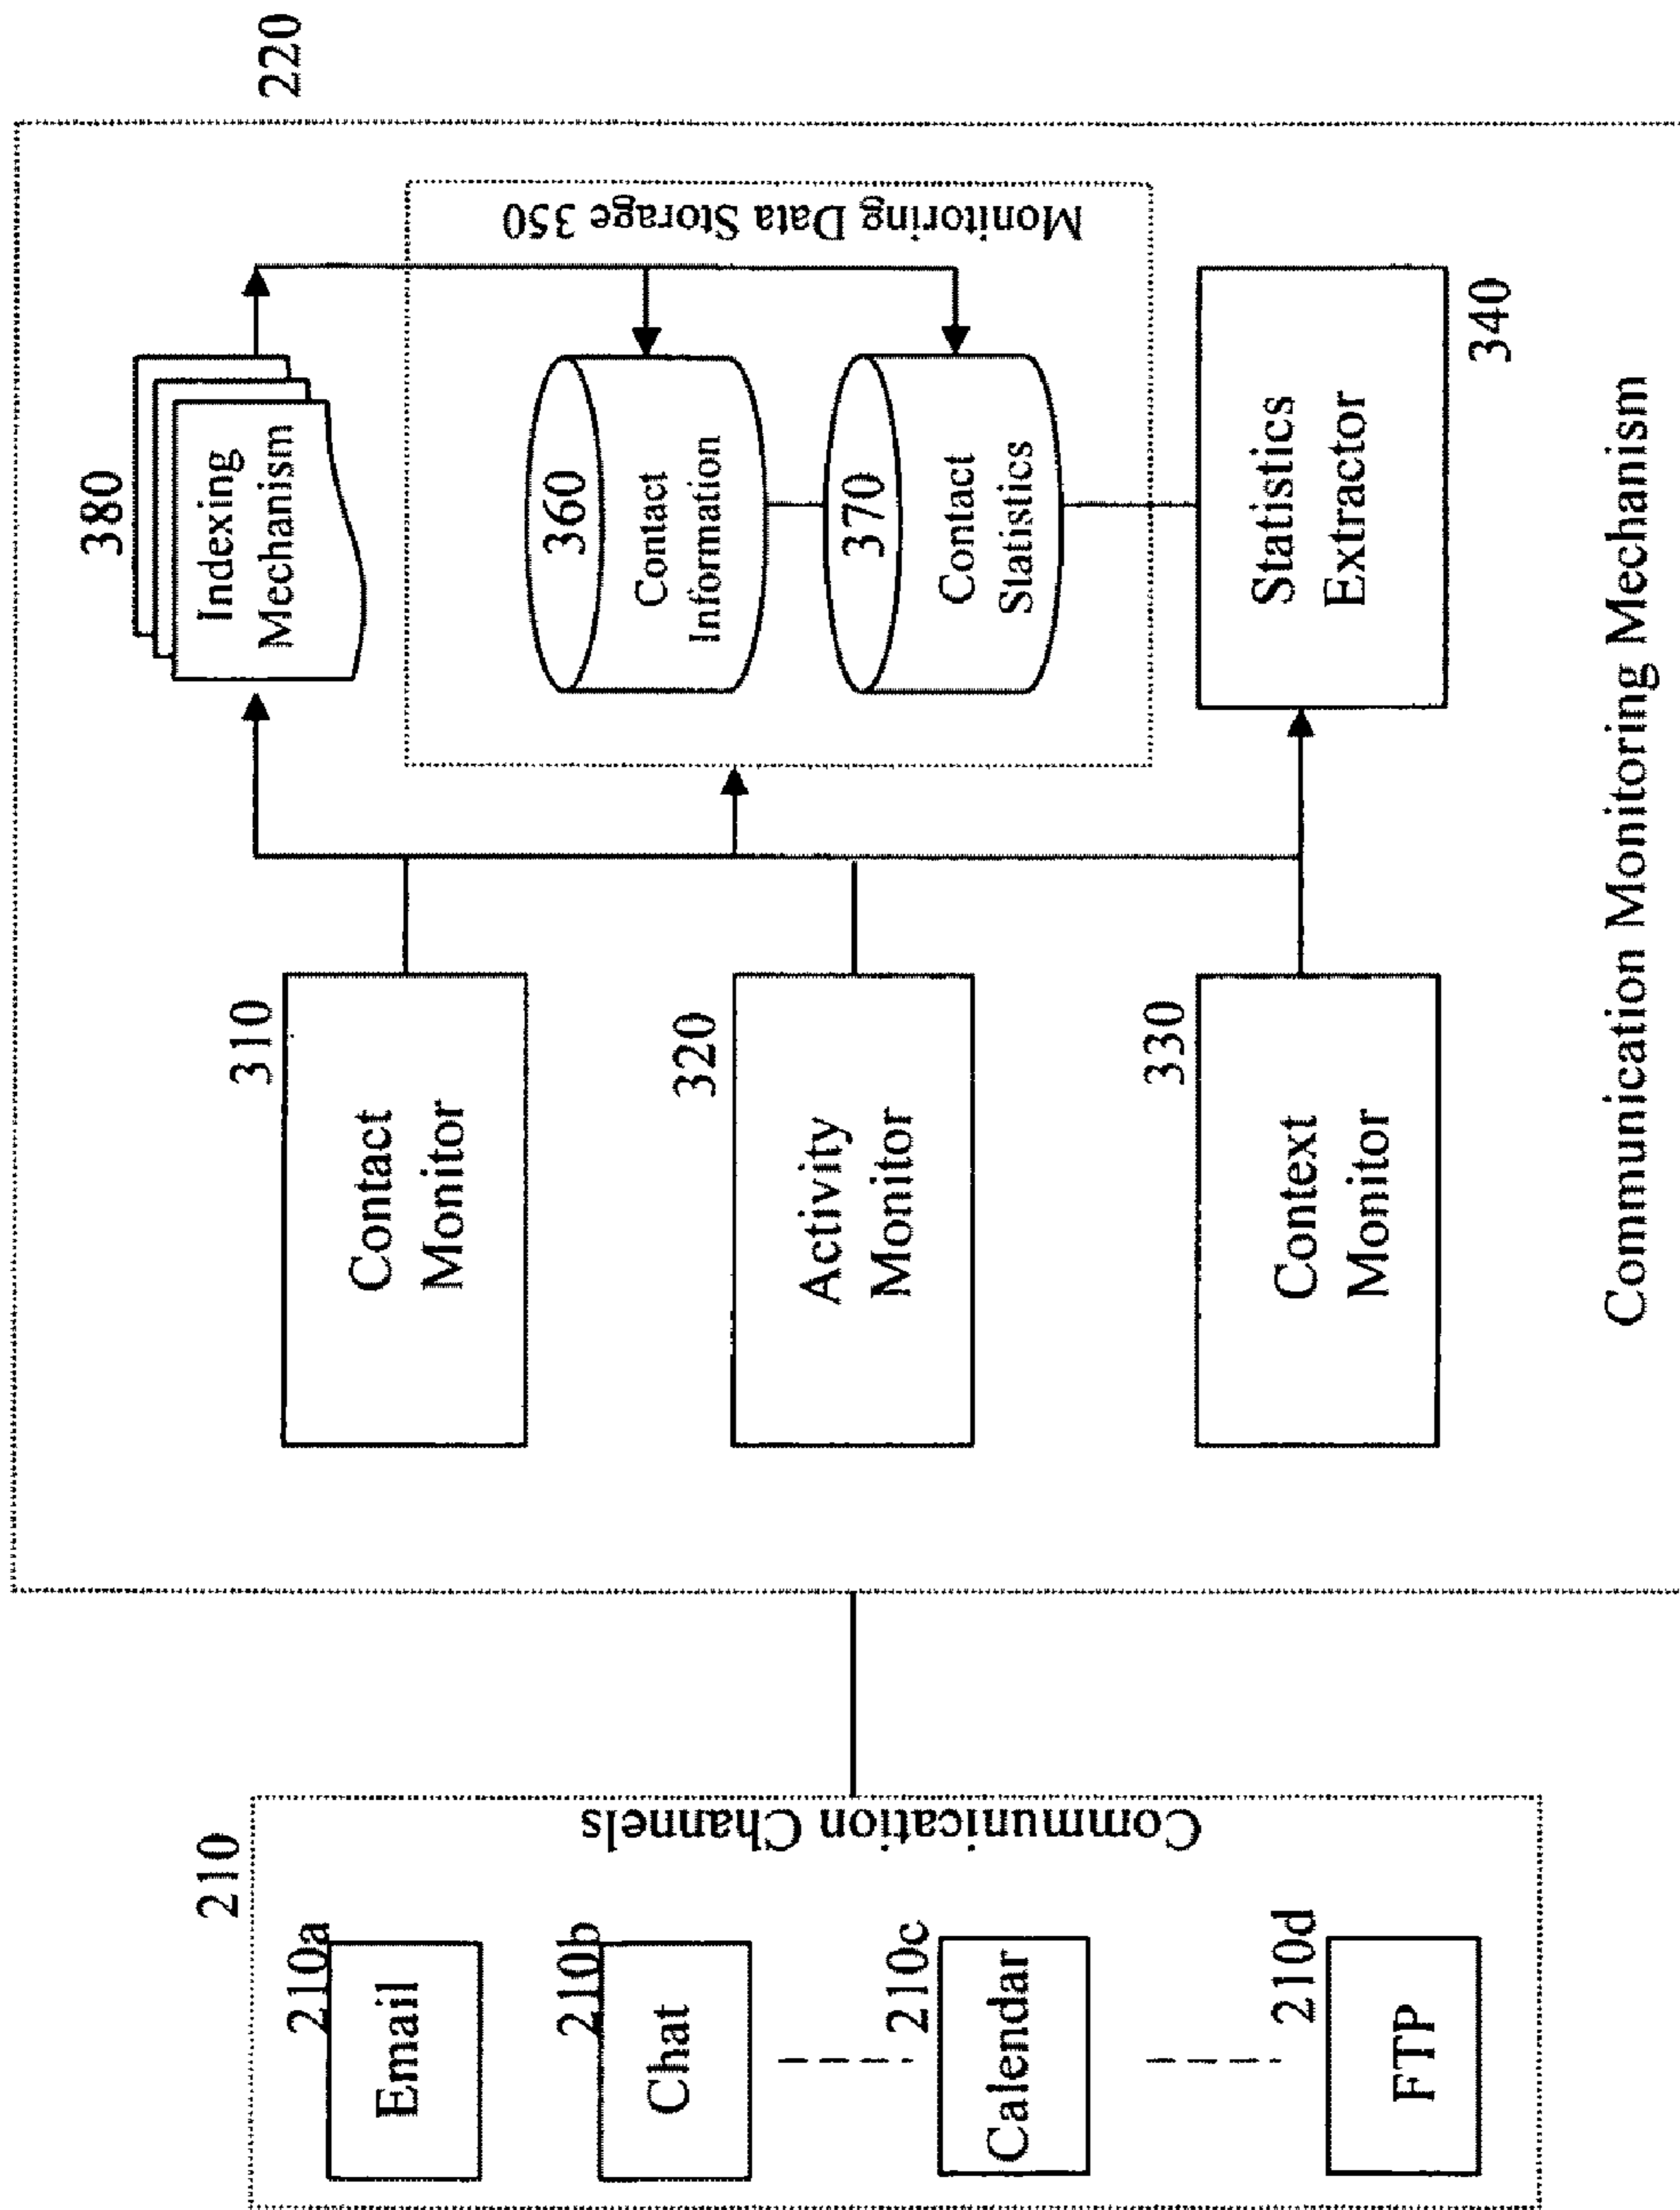 210
210a
Email
210b
Chat
210c
Calendar
210d
FTP
Communication Channels
220
310
Contact
Monitor
320
Activity
Monitor
330
Context
Monitor
380
Indexing
Mechanism
Monitoring Data Storage 350
360
Contact
Information
370
Contact
Statistics
Statistics
Extractor
340
Communication Monitoring Mechanism